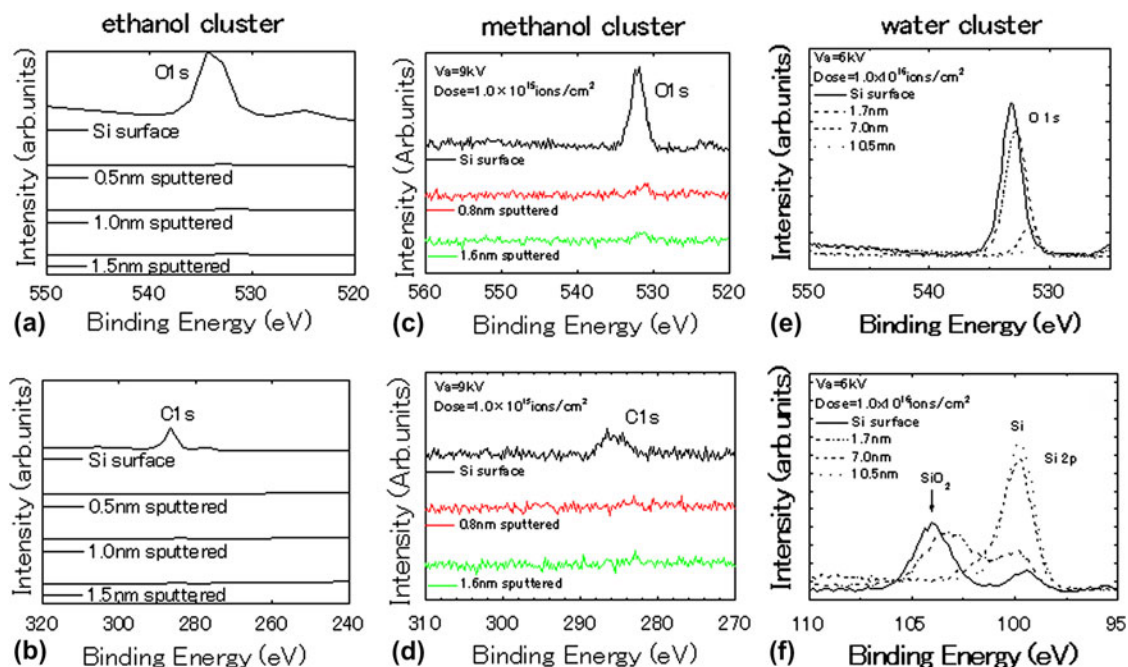 ethanol cluster
methanol cluster
water cluster
Intensity (arb.units)
O1s
Si surface
0.5nm sputtered
1.0nm sputtered
1.5nm sputtered
550 540 530 520
(a)
Binding Energy (eV)
Intensity (Arb.units)
Va=9kV
Dose=1.0×10¹⁵ions/cm²
O1s
Si surface
0.8nm sputtered
1.6nm sputtered
560 550 540 530 520
(c)
Binding Energy (eV)
Intensity (arb.units)
Va=6kV
Dose=1.0x10¹⁶ions/cm²
Si surface
1.7nm
7.0nm
10.5mn
O 1s
550 540 530
(e)
Binding Energy (eV)
Intensity (arb.units)
C1s
Si surface
0.5nm sputtered
1.0nm sputtered
1.5nm sputtered
320 300 280 260 240
(b)
Binding Energy (eV)
Intensity (Arb.units)
Va=9kV
Dose=1.0×10¹⁵ions/cm²
C1s
Si surface
0.8nm sputtered
1.6nm sputtered
310 300 290 280 270
(d)
Binding Energy (eV)
Intensity (arb.units)
Va=6kV
Dose=1.0x10¹⁶ions/cm²
Si surface
1.7nm
7.0nm
10.5nm
SiO₂
Si
Si 2p
110 105 100 95
(f)
Binding Energy (eV)